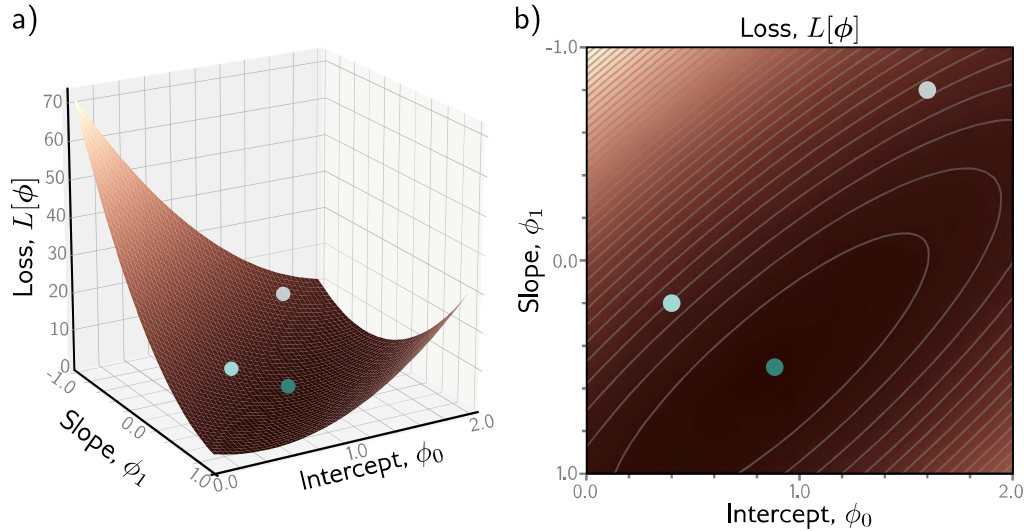 a)
70
60
50
40
30
20
10
0
Loss, L[ϕ]
-1.0
0.0
1.0
Slope, ϕ₁
0.0
1.0
2.0
Intercept, ϕ₀
b)
Loss, L[ϕ]
-1.0
0.0
1.0
Slope, ϕ₁
0.0
1.0
2.0
Intercept, ϕ₀